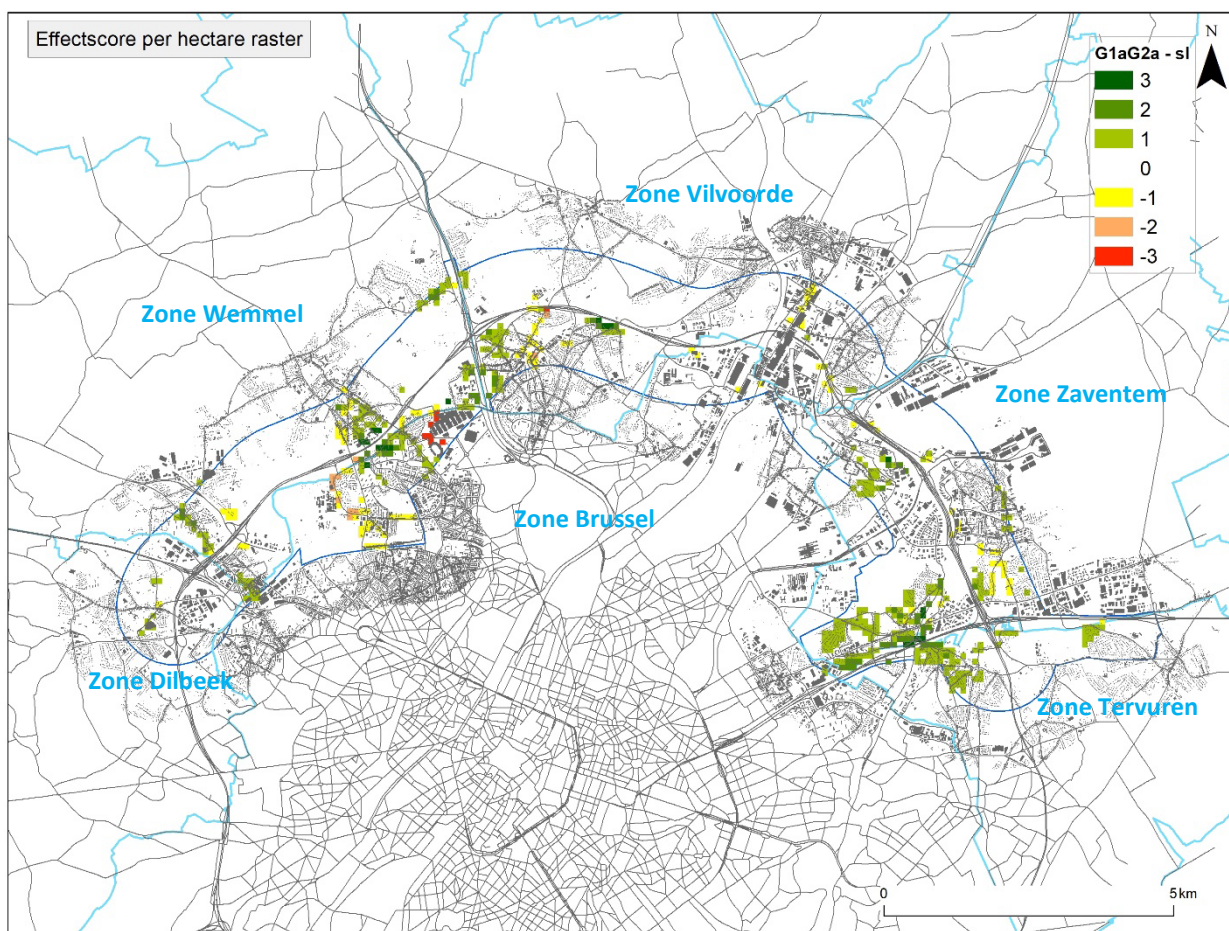 Effectscore per hectare raster
N
G1aG2a - sl
3
2
1
0
-1
-2
-3
Zone Vilvoorde
Zone Wemmel
Zone Zaventem
Zone Brussel
Zone Dilbeek
Zone Tervuren
0 5 km